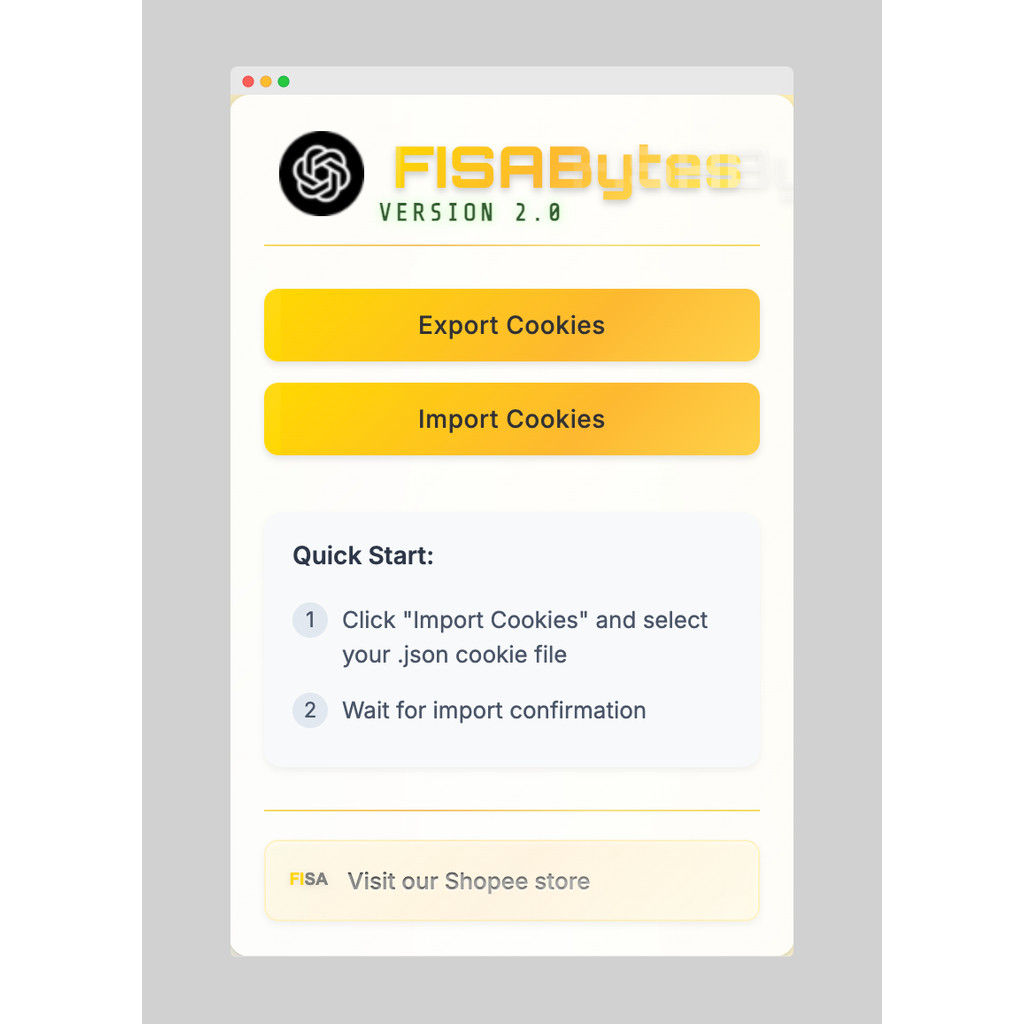 FISABytes
VERSION 2.0
Export Cookies
Import Cookies
Quick Start:
1 Click "Import Cookies" and select
your .json cookie file
2 Wait for import confirmation
FISA Visit our Shopee store